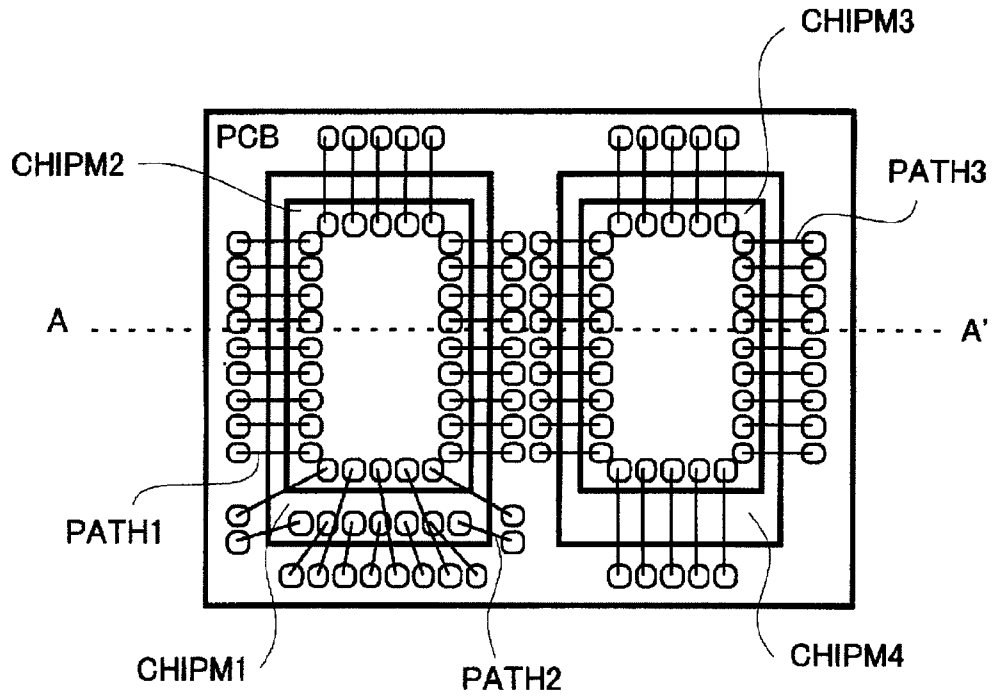 CHIPM3
PCB
CHIPM2
PATH3
A
A'
PATH1
CHIPM1
PATH2
CHIPM4